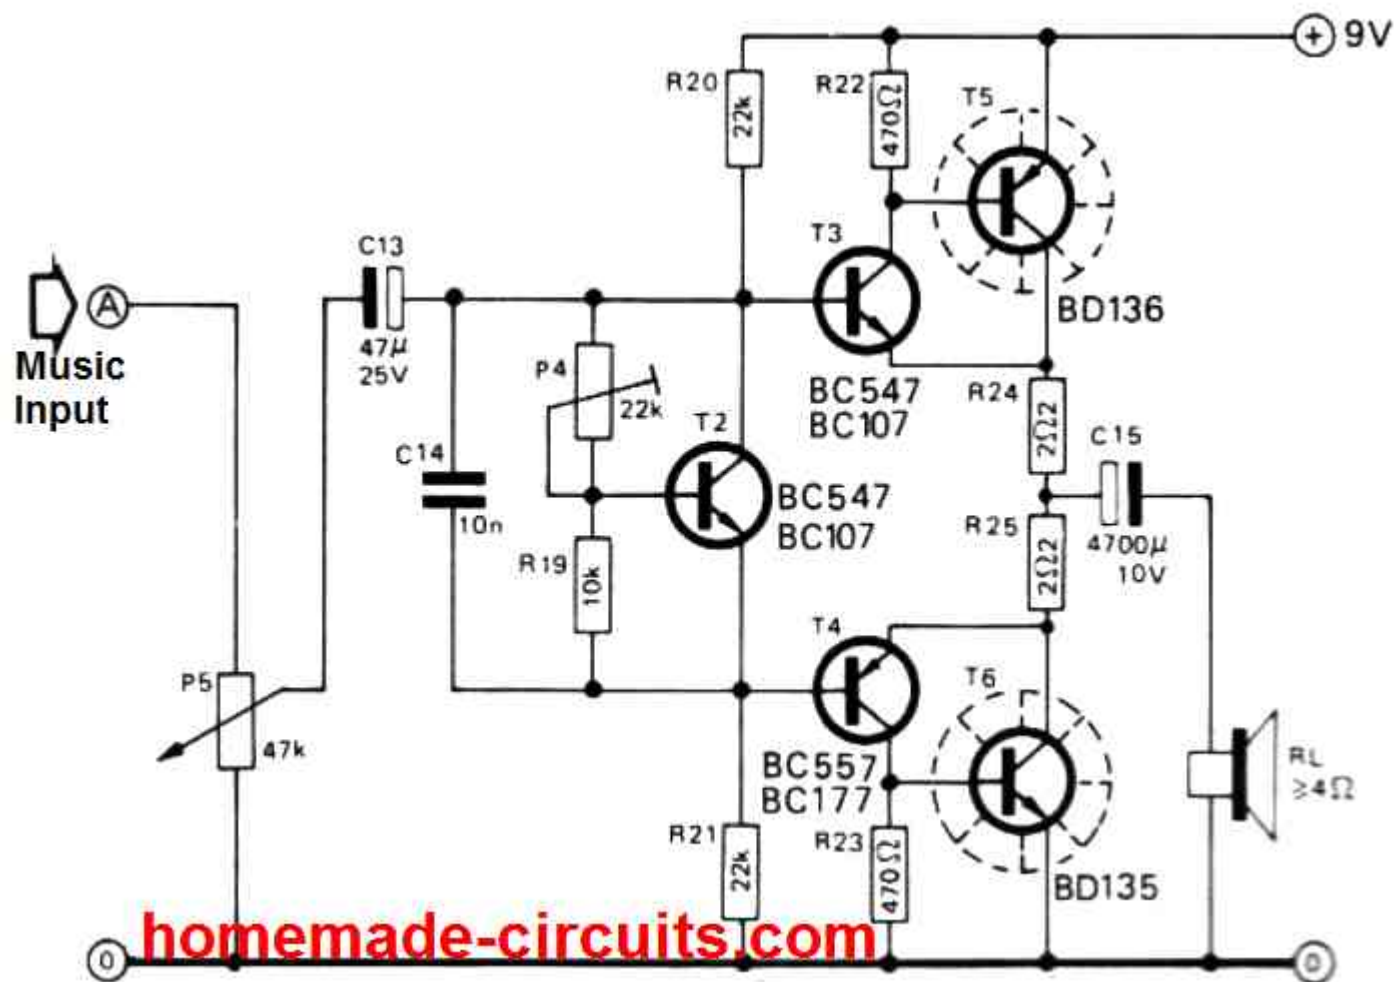 + 9V
R20
22k
R22
470Ω
T5
BD136
T3
BC547
BC107
C13
47μ
25V
A
Music
Input
P4
22k
T2
BC547
BC107
C14
10n
R19
10k
R24
2Ω2
C15
4700μ
10V
R25
2Ω2
T4
BC557
BC177
T6
BD135
P5
47k
R21
22k
R23
470Ω
RL
≥4Ω
homemade-circuits.com
0
0